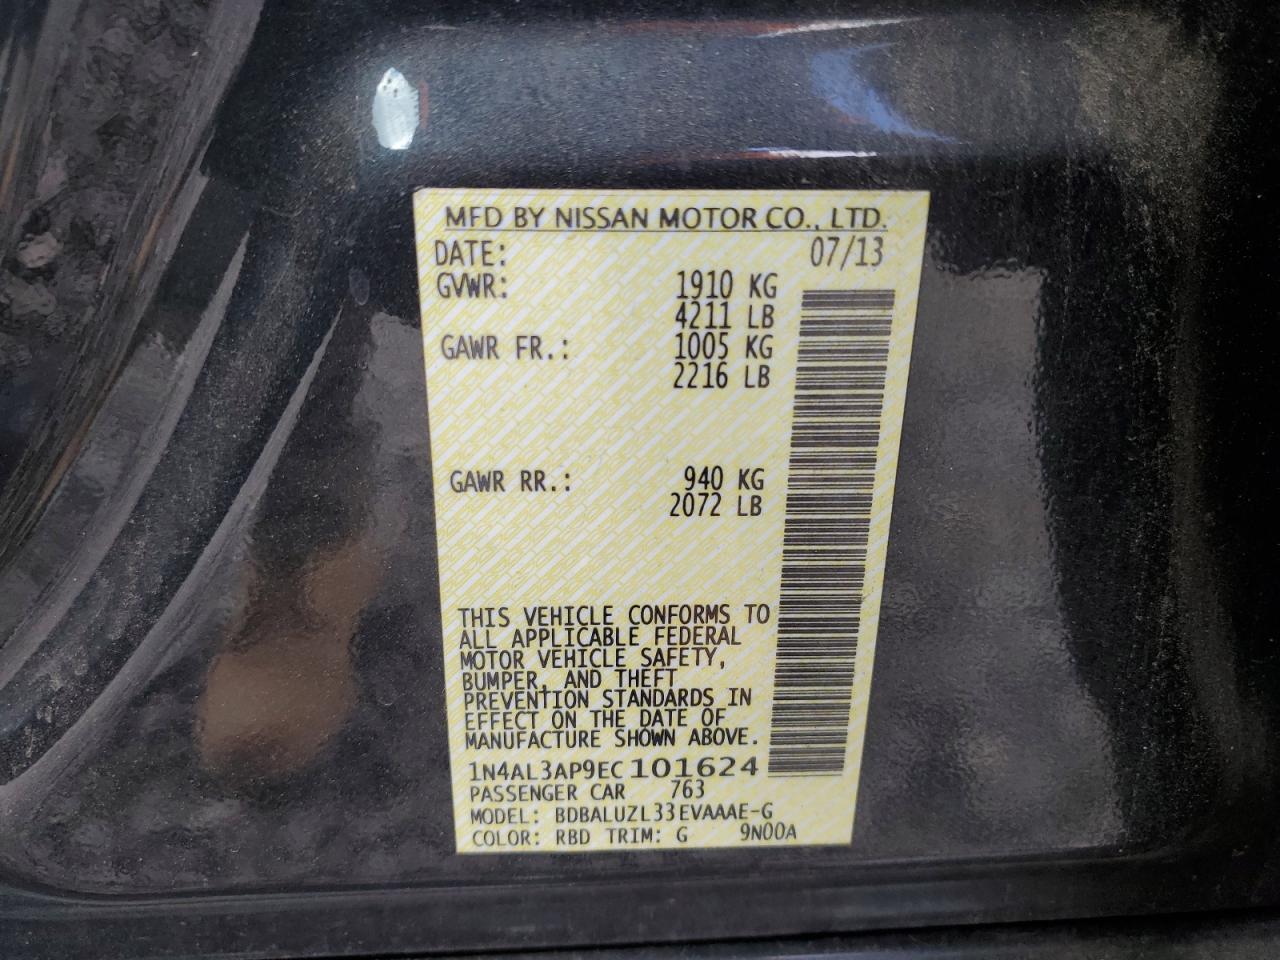 MFD BY NISSAN MOTOR CO., LTD.
DATE: 07/13
GVWR: 1910 KG
4211 LB
GAWR FR.: 1005 KG
2216 LB
GAWR RR.: 940 KG
2072 LB
THIS VEHICLE CONFORMS TO
ALL APPLICABLE FEDERAL
MOTOR VEHICLE SAFETY,
BUMPER, AND THEFT
PREVENTION STANDARDS IN
EFFECT ON THE DATE OF
MANUFACTURE SHOWN ABOVE.
1N4AL3AP9EC101624
PASSENGER CAR 763
MODEL: BDBALUZL33EVAAAE-G
COLOR: RBD TRIM: G 9N00A